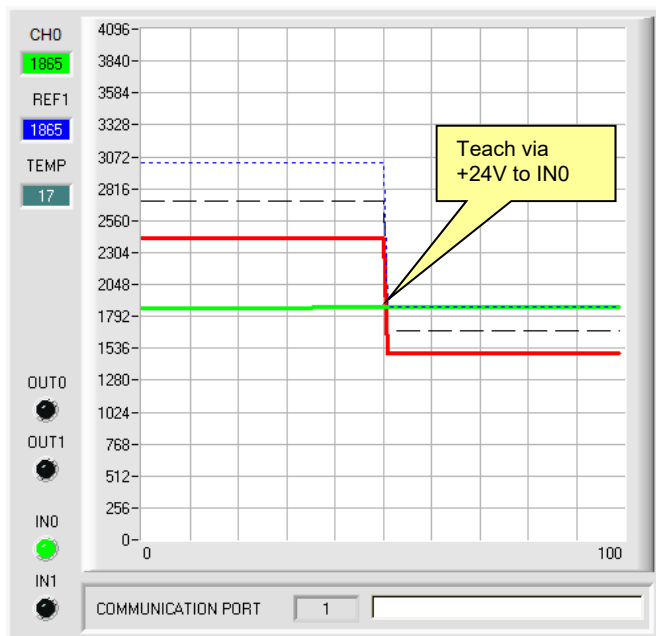 CH0
1865
REF1
1865
TEMP
17
OUT0
OUT1
IN0
IN1
4096
3840
3584
3328
3072
2816
2560
2304
2048
1792
1536
1280
1024
768
512
256
0
0 100
Teach via
+24V to IN0
COMMUNICATION PORT 1